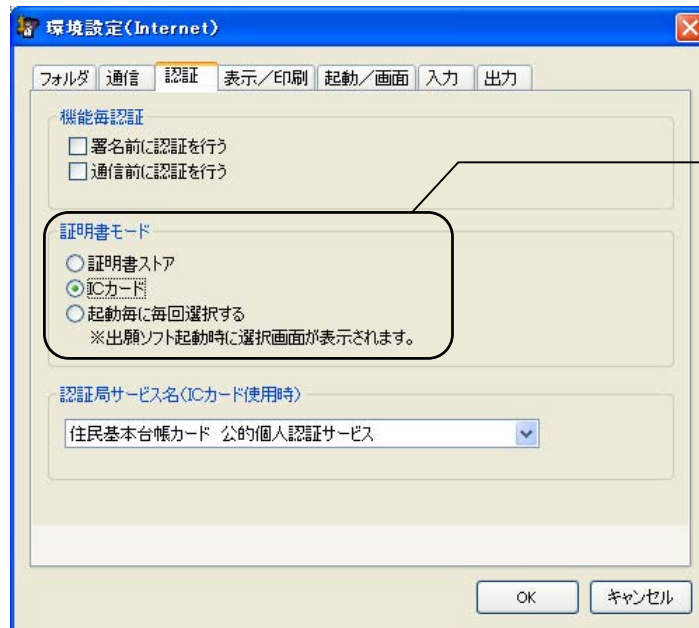 環境設定(Internet)
フォルダ 通信 認証 表示／印刷 起動／画面 入力 出力
機能毎認証
署名前に認証を行う
通信前に認証を行う
証明書モード
証明書ストア
ICカード
起動毎に毎回選択する
※出願ソフト起動時に選択画面が表示されます。
認証局サービス名(ICカード使用時)
住民基本台帳カード 公的個人認証サービス
OK キャンセル